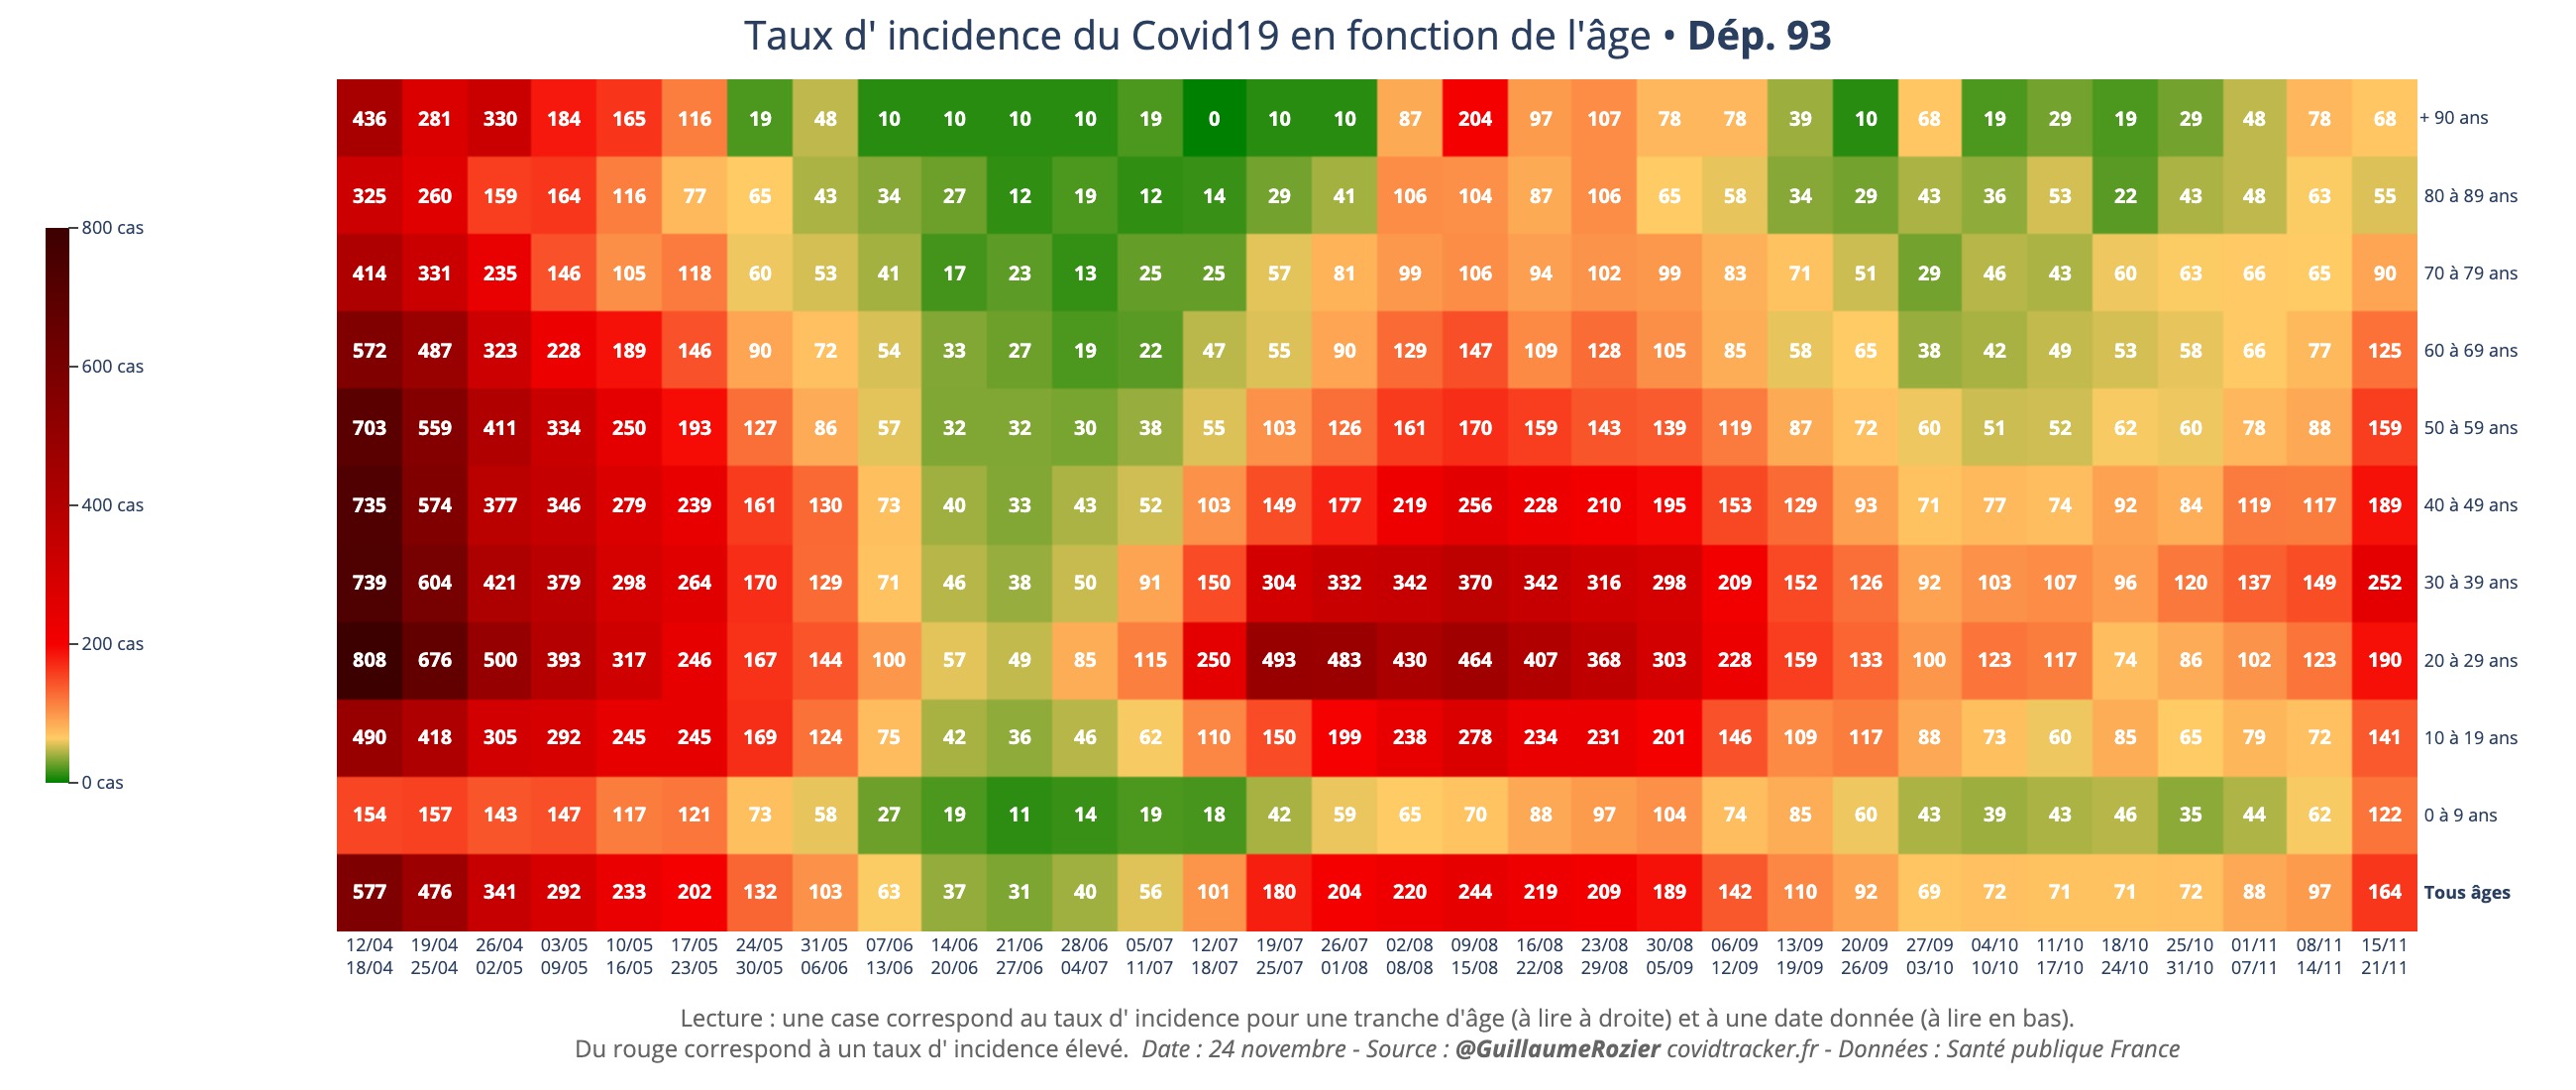 Taux d' incidence du Covid19 en fonction de l'âge • Dép. 93
436 281 330 184 165 116 19 48 10 10 10 10 19 0 10 10 87 204 97 107 78 78 39 10 68 19 29 19 29 48 78 68 + 90 ans
325 260 159 164 116 77 65 43 34 27 12 19 12 14 29 41 106 104 87 106 65 58 34 29 43 36 53 22 43 48 63 55 80 à 89 ans
800 cas
414 331 235 146 105 118 60 53 41 17 23 13 25 25 57 81 99 106 94 102 99 83 71 51 29 46 43 60 63 66 65 90 70 à 79 ans
572 487 323 228 189 146 90 72 54 33 27 19 22 47 55 90 129 147 109 128 105 85 58 65 38 42 49 53 58 66 77 125 60 à 69 ans
600 cas
703 559 411 334 250 193 127 86 57 32 32 30 38 55 103 126 161 170 159 143 139 119 87 72 60 51 52 62 60 78 88 159 50 à 59 ans
400 cas
735 574 377 346 279 239 161 130 73 40 33 43 52 103 149 177 219 256 228 210 195 153 129 93 71 77 74 92 84 119 117 189 40 à 49 ans
739 604 421 379 298 264 170 129 71 46 38 50 91 150 304 332 342 370 342 316 298 209 152 126 92 103 107 96 120 137 149 252 30 à 39 ans
200 cas
808 676 500 393 317 246 167 144 100 57 49 85 115 250 493 483 430 464 407 368 303 228 159 133 100 123 117 74 86 102 123 190 20 à 29 ans
490 418 305 292 245 245 169 124 75 42 36 46 62 110 150 199 238 278 234 231 201 146 109 117 88 73 60 85 65 79 72 141 10 à 19 ans
0 cas
154 157 143 147 117 121 73 58 27 19 11 14 19 18 42 59 65 70 88 97 104 74 85 60 43 39 43 46 35 44 62 122 0 à 9 ans
577 476 341 292 233 202 132 103 63 37 31 40 56 101 180 204 220 244 219 209 189 142 110 92 69 72 71 71 72 88 97 164 Tous âges
12/04 19/04 26/04 03/05 10/05 17/05 24/05 31/05 07/06 14/06 21/06 28/06 05/07 12/07 19/07 26/07 02/08 09/08 16/08 23/08 30/08 06/09 13/09 20/09 27/09 04/10 11/10 18/10 25/10 01/11 08/11 15/11
18/04 25/04 02/05 09/05 16/05 23/05 30/05 06/06 13/06 20/06 27/06 04/07 11/07 18/07 25/07 01/08 08/08 15/08 22/08 29/08 05/09 12/09 19/09 26/09 03/10 10/10 17/10 24/10 31/10 07/11 14/11 21/11
Lecture : une case correspond au taux d' incidence pour une tranche d'âge (à lire à droite) et à une date donnée (à lire en bas).
Du rouge correspond à un taux d' incidence élevé. Date : 24 novembre - Source : @GuillaumeRozier covidtracker.fr - Données : Santé publique France